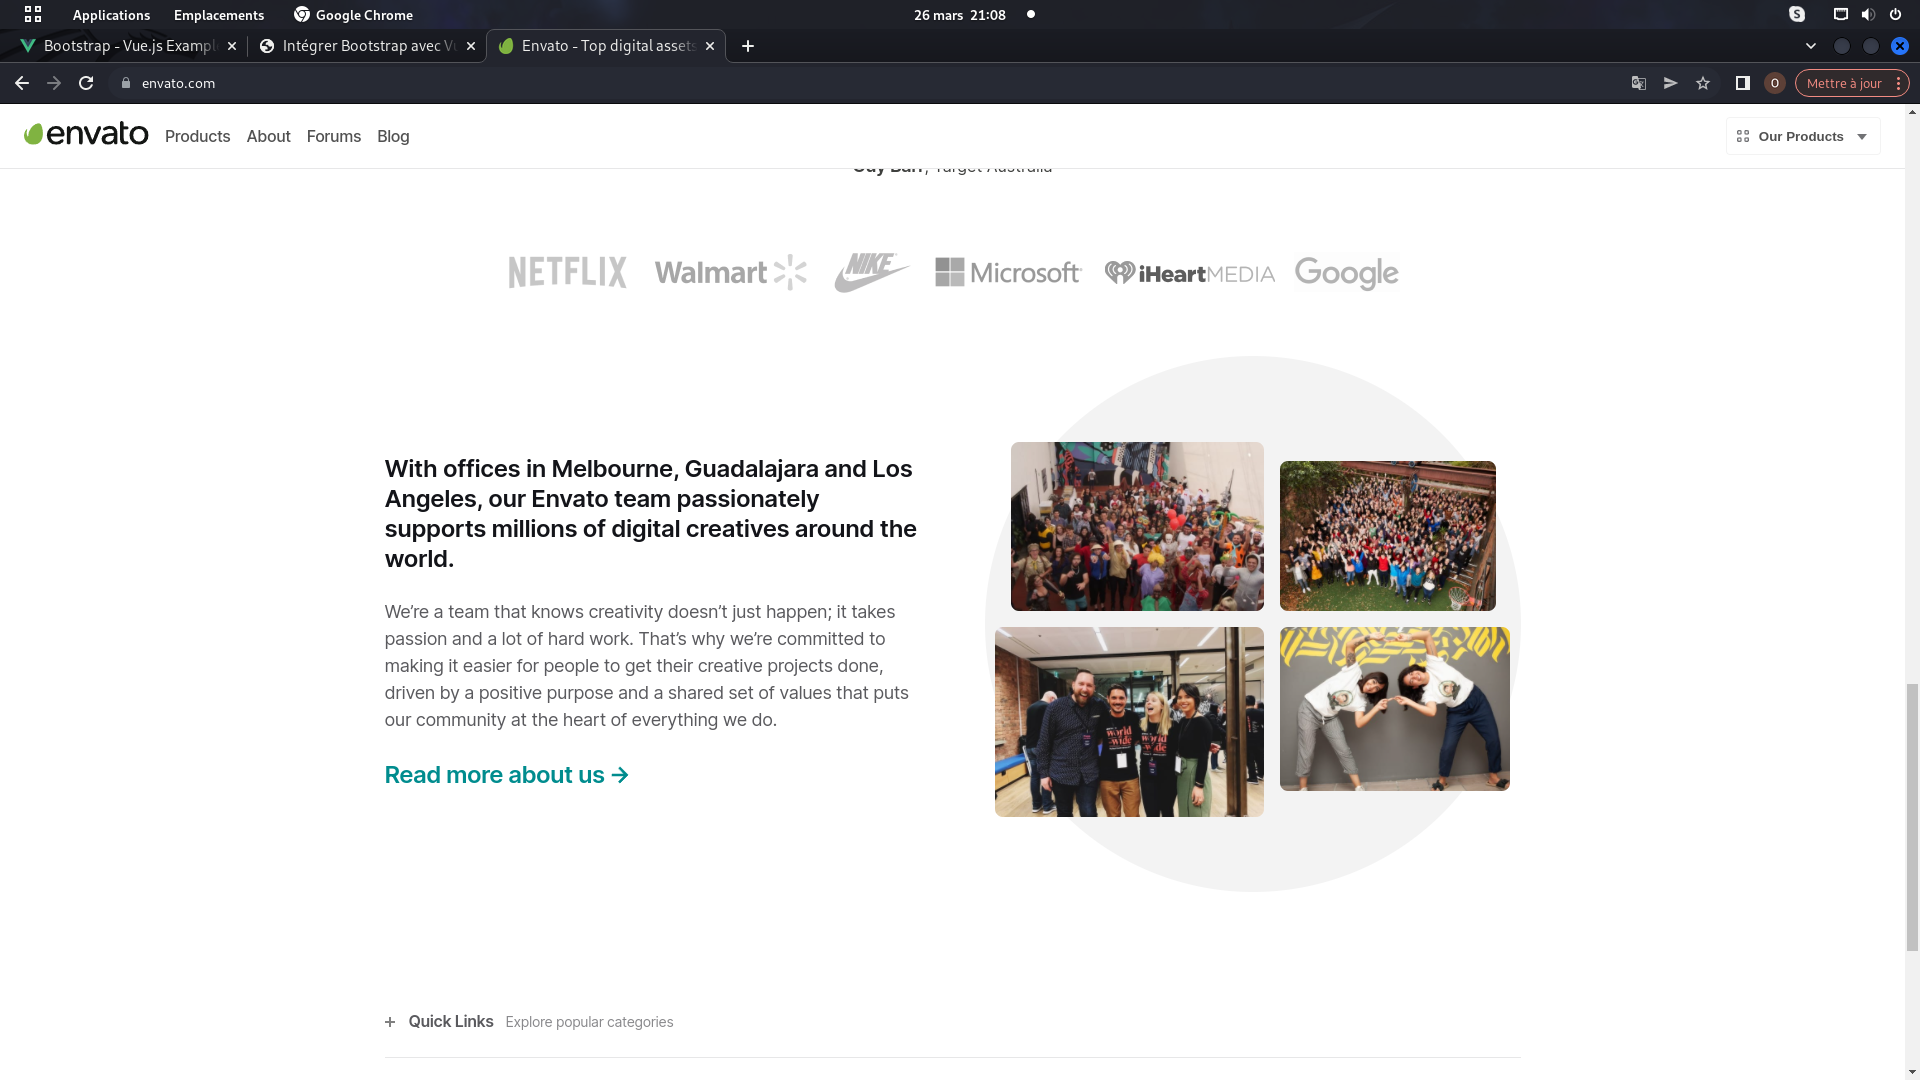 Applications Emplacements Google Chrome 26 mars 21:08
Bootstrap - Vue.js Exampl Intégrer Bootstrap avec Vu Envato - Top digital assets
envato.com Mettre à jour
envato Products About Forums Blog Our Products
Guy Barr, Target Australia
NETFLIX Walmart NIKE Microsoft iHeartMEDIA Google
With offices in Melbourne, Guadalajara and Los
Angeles, our Envato team passionately
supports millions of digital creatives around the
world.
We’re a team that knows creativity doesn’t just happen; it takes
passion and a lot of hard work. That’s why we’re committed to
making it easier for people to get their creative projects done,
driven by a positive purpose and a shared set of values that puts
our community at the heart of everything we do.
world
-wide
world
-wide
Read more about us →
+ Quick Links Explore popular categories